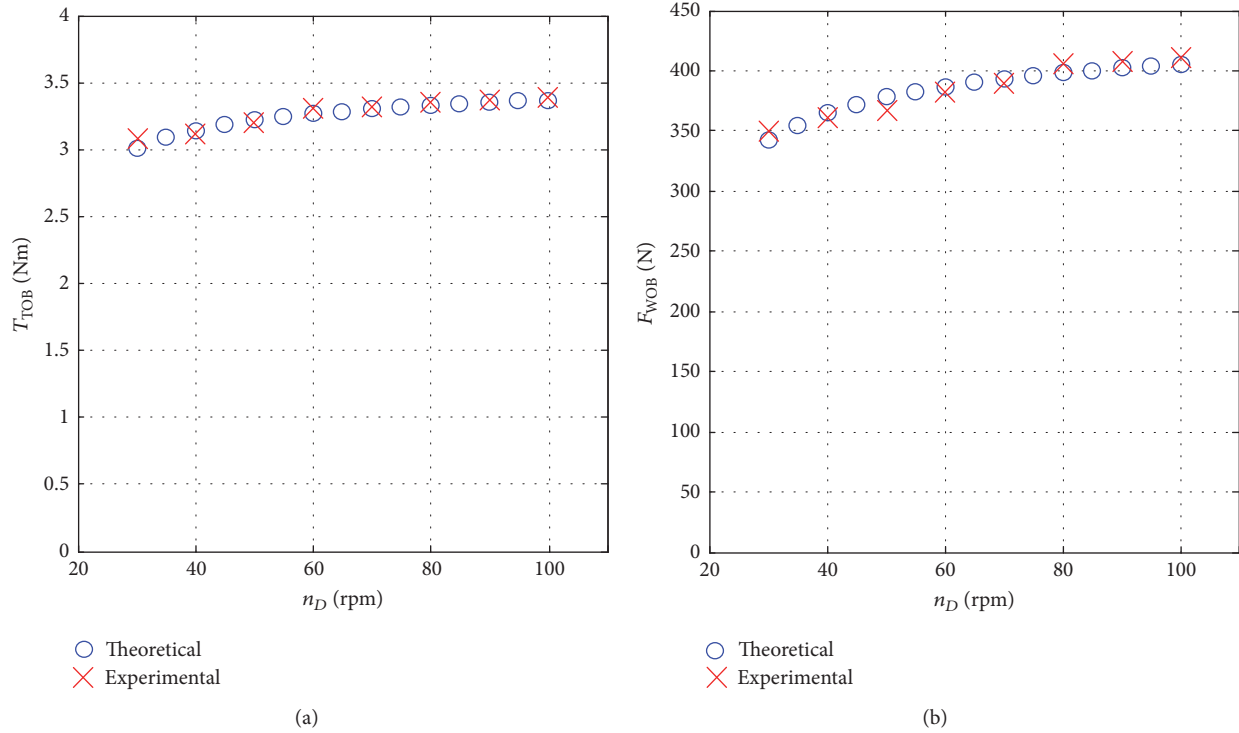 4
3.5
3
2.5
2
1.5
1
0.5
0
T_TOB (Nm)
20
40
60
80
100
n_D (rpm)
Theoretical
Experimental
(a)
450
400
350
300
250
200
150
100
50
0
F_WOB (N)
20
40
60
80
100
n_D (rpm)
Theoretical
Experimental
(b)